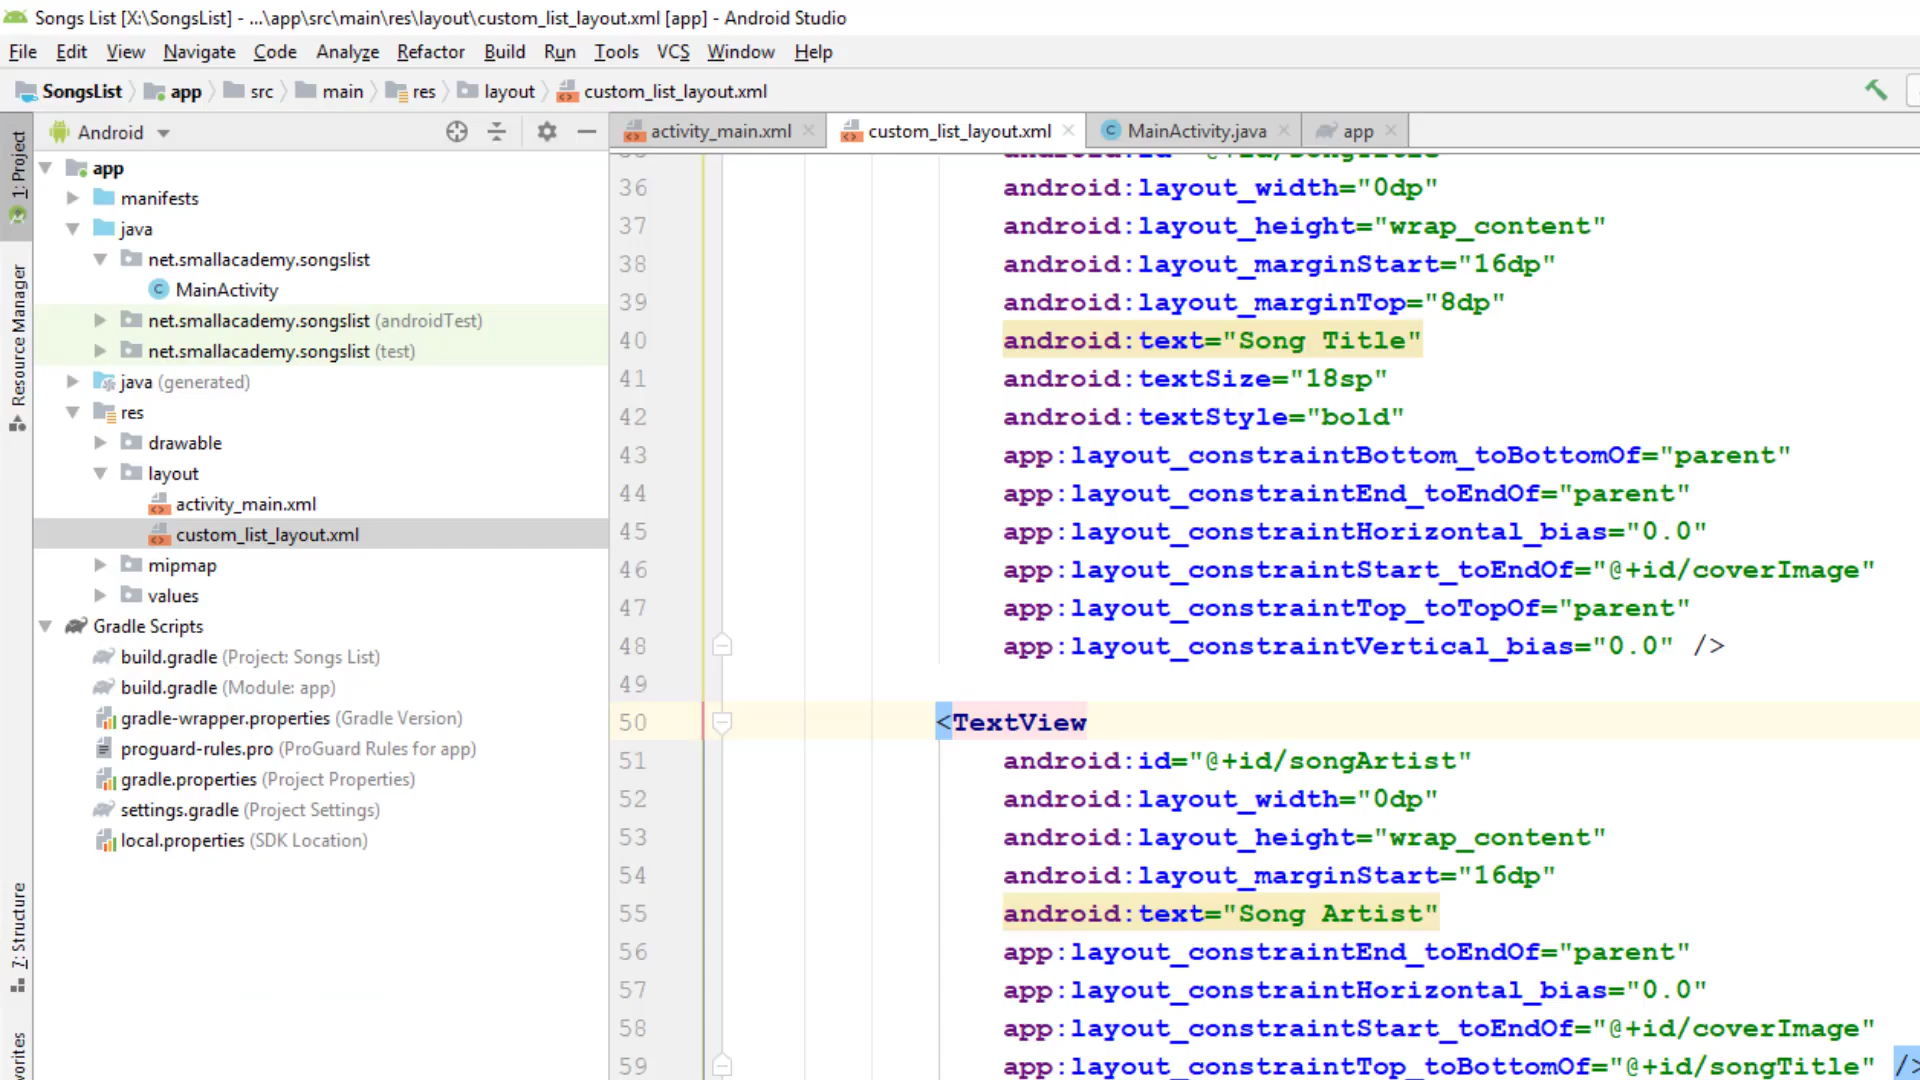 Songs List [X:\SongsList] - ...\app\src\main\res\layout\custom_list_layout.xml [app] - Android Studio
File Edit View Navigate Code Analyze Refactor Build Run Tools VCS Window Help
SongsList app src main res layout custom_list_layout.xml
Android
activity_main.xml custom_list_layout.xml MainActivity.java app
1: Project
Resource Manager
7: Structure
app
manifests
java
net.smallacademy.songslist
MainActivity
net.smallacademy.songslist (androidTest)
net.smallacademy.songslist (test)
java (generated)
res
drawable
layout
activity_main.xml
custom_list_layout.xml
mipmap
values
Gradle Scripts
build.gradle (Project: Songs List)
build.gradle (Module: app)
gradle-wrapper.properties (Gradle Version)
proguard-rules.pro (ProGuard Rules for app)
gradle.properties (Project Properties)
settings.gradle (Project Settings)
local.properties (SDK Location)
36 android:layout_width="0dp"
37 android:layout_height="wrap_content"
38 android:layout_marginStart="16dp"
39 android:layout_marginTop="8dp"
40 android:text="Song Title"
41 android:textSize="18sp"
42 android:textStyle="bold"
43 app:layout_constraintBottom_toBottomOf="parent"
44 app:layout_constraintEnd_toEndOf="parent"
45 app:layout_constraintHorizontal_bias="0.0"
46 app:layout_constraintStart_toEndOf="@+id/coverImage"
47 app:layout_constraintTop_toTopOf="parent"
48 app:layout_constraintVertical_bias="0.0" />
49
50 <TextView
51 android:id="@+id/songArtist"
52 android:layout_width="0dp"
53 android:layout_height="wrap_content"
54 android:layout_marginStart="16dp"
55 android:text="Song Artist"
56 app:layout_constraintEnd_toEndOf="parent"
57 app:layout_constraintHorizontal_bias="0.0"
58 app:layout_constraintStart_toEndOf="@+id/coverImage"
59 app:layout_constraintTop_toBottomOf="@+id/songTitle" />